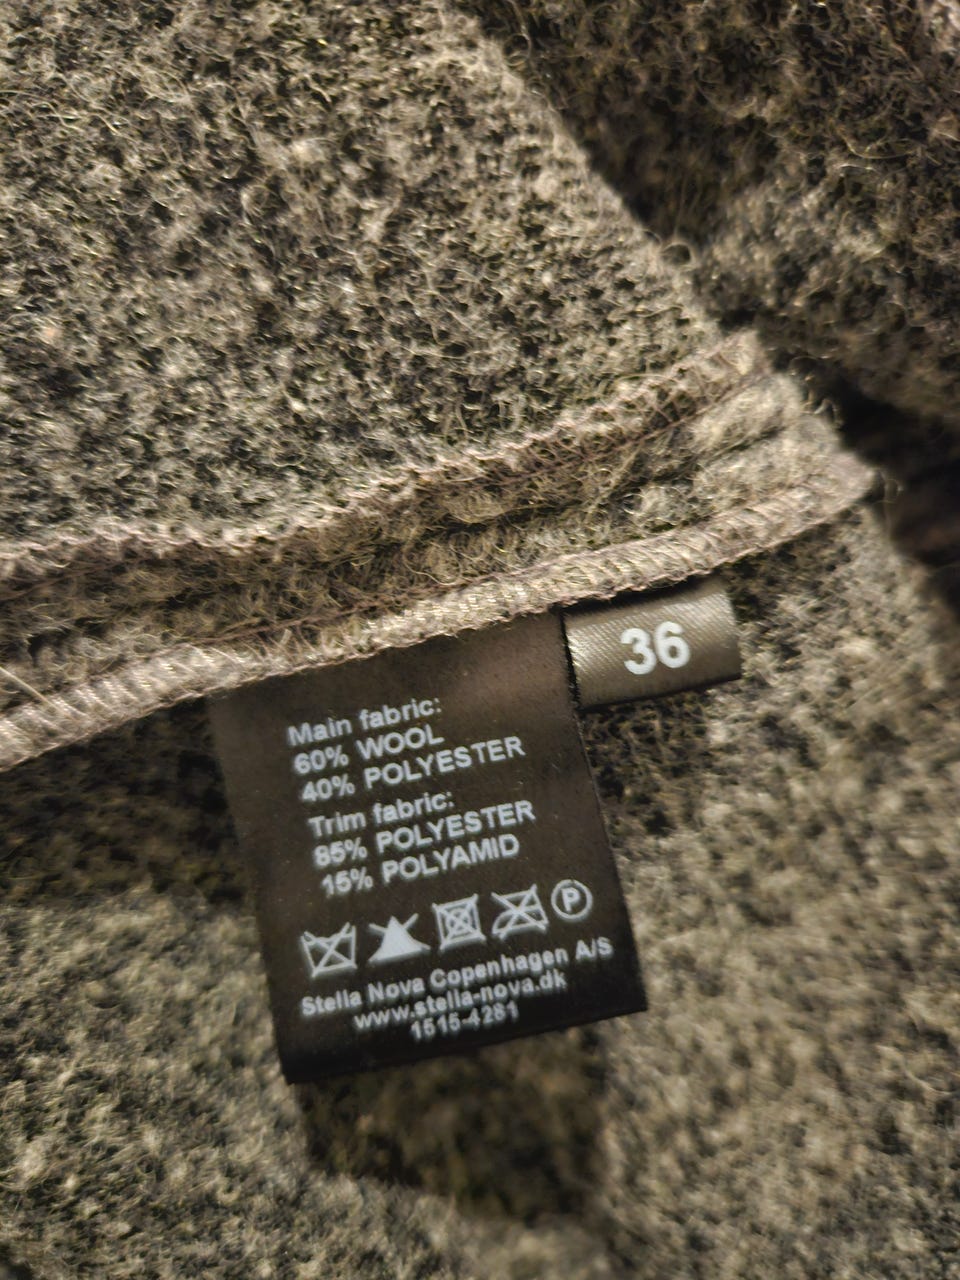 36
Main fabric:
60% WOOL
40% POLYESTER
Trim fabric:
85% POLYESTER
15% POLYAMID
P
Stella Nova Copenhagen A/S
www.stella-nova.dk
1515-4281